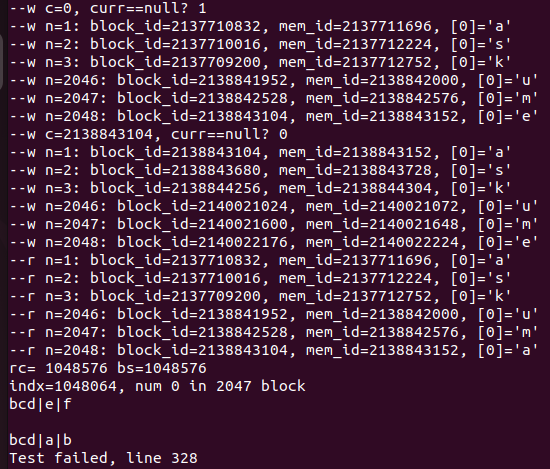 --w c=0, curr==null? 1
--w n=1: block_id=2137710832, mem_id=2137711696, [0]='a'
--w n=2: block_id=2137710016, mem_id=2137712224, [0]='s'
--w n=3: block_id=2137709200, mem_id=2137712752, [0]='k'
--w n=2046: block_id=2138841952, mem_id=2138842000, [0]='u'
--w n=2047: block_id=2138842528, mem_id=2138842576, [0]='m'
--w n=2048: block_id=2138843104, mem_id=2138843152, [0]='e'
--w c=2138843104, curr==null? 0
--w n=1: block_id=2138843104, mem_id=2138843152, [0]='a'
--w n=2: block_id=2138843680, mem_id=2138843728, [0]='s'
--w n=3: block_id=2138844256, mem_id=2138844304, [0]='k'
--w n=2046: block_id=2140021024, mem_id=2140021072, [0]='u'
--w n=2047: block_id=2140021600, mem_id=2140021648, [0]='m'
--w n=2048: block_id=2140022176, mem_id=2140022224, [0]='e'
--r n=1: block_id=2137710832, mem_id=2137711696, [0]='a'
--r n=2: block_id=2137710016, mem_id=2137712224, [0]='s'
--r n=3: block_id=2137709200, mem_id=2137712752, [0]='k'
--r n=2046: block_id=2138841952, mem_id=2138842000, [0]='u'
--r n=2047: block_id=2138842528, mem_id=2138842576, [0]='m'
--r n=2048: block_id=2138843104, mem_id=2138843152, [0]='a'
rc= 1048576 bs=1048576
indx=1048064, num 0 in 2047 block
bcd|e|f
bcd|a|b
Test failed, line 328